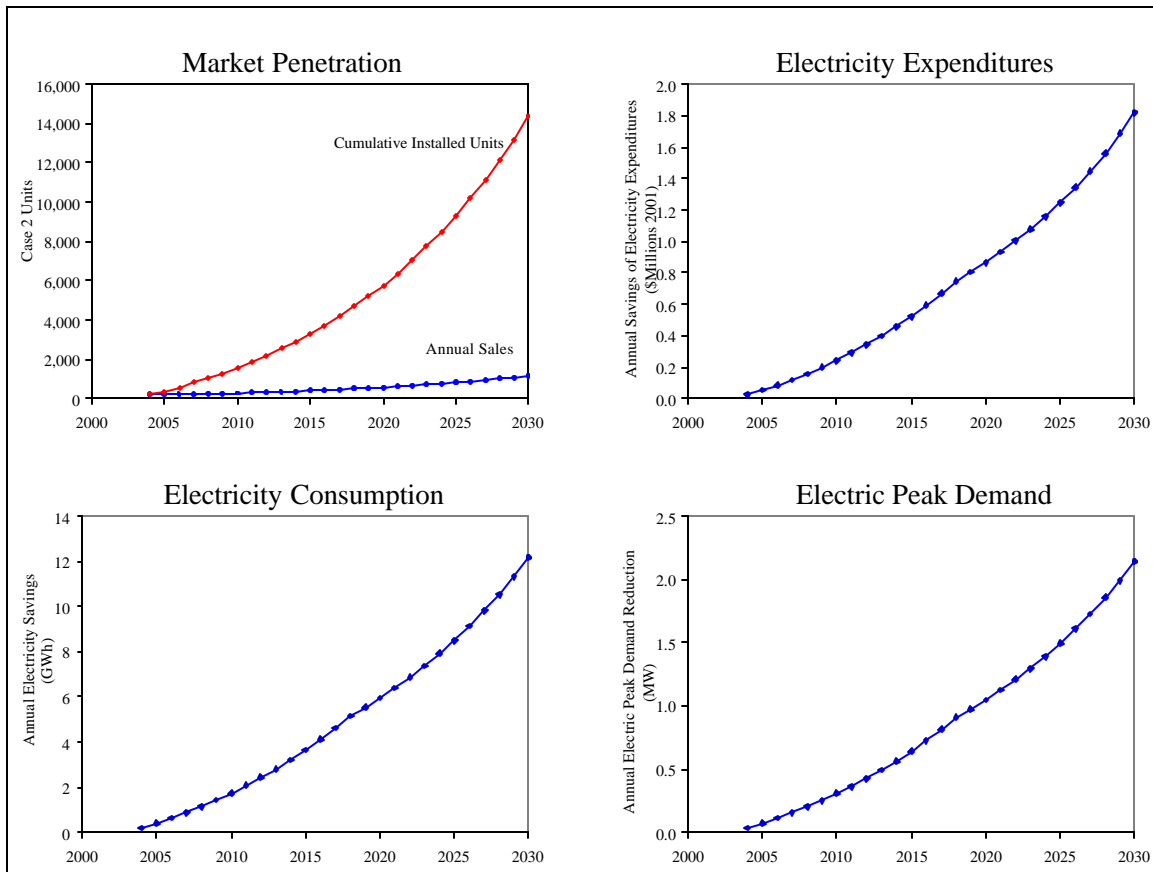 Market Penetration
16,000
14,000
12,000
10,000
8,000
6,000
4,000
2,000
0
Case 2 Units
Cumulative Installed Units
Annual Sales
2000 2005 2010 2015 2020 2025 2030
Electricity Expenditures
2.0
1.8
1.6
1.4
1.2
1.0
0.8
0.6
0.4
0.2
0.0
Annual Savings of Electricity Expenditures
($Millions 2001)
2000 2005 2010 2015 2020 2025 2030
Electricity Consumption
14
12
10
8
6
4
2
0
Annual Electricity Savings
(GWh)
2000 2005 2010 2015 2020 2025 2030
Electric Peak Demand
2.5
2.0
1.5
1.0
0.5
0.0
Annual Electric Peak Demand Reduction
(MW)
2000 2005 2010 2015 2020 2025 2030